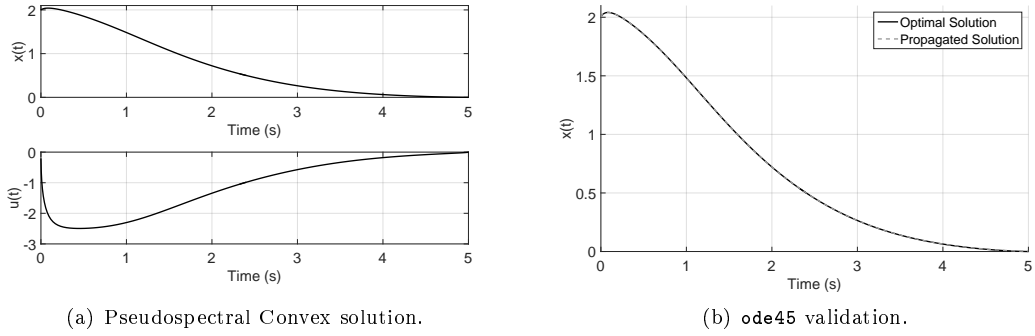 2
1
0
x(t)
0 1 2 3 4 5
Time (s)
0
-1
-2
-3
u(t)
0 1 2 3 4 5
Time (s)
(a) Pseudospectral Convex solution.
2
1.5
1
0.5
0
x(t)
Optimal Solution
Propagated Solution
0 1 2 3 4 5
Time (s)
(b) ode45 validation.